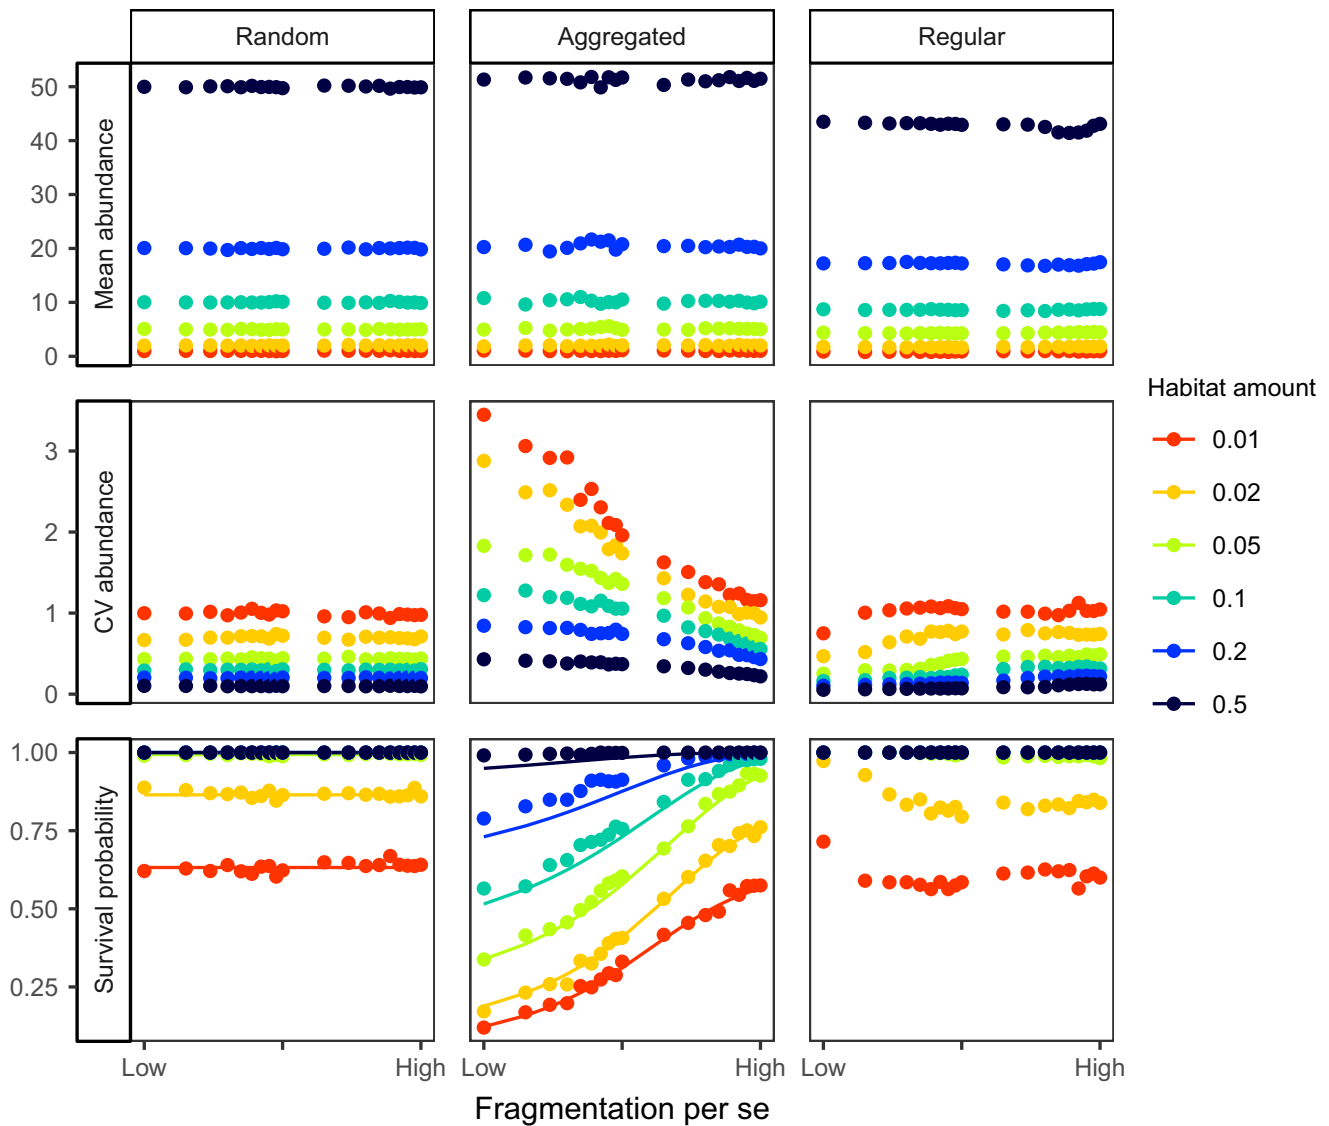 Random Aggregated Regular
Mean abundance
50
40
30
20
10
0
CV abundance
3
2
1
0
Survival probability
1.00
0.75
0.50
0.25
Low High Low High Low High
Fragmentation per se
Habitat amount
0.01
0.02
0.05
0.1
0.2
0.5